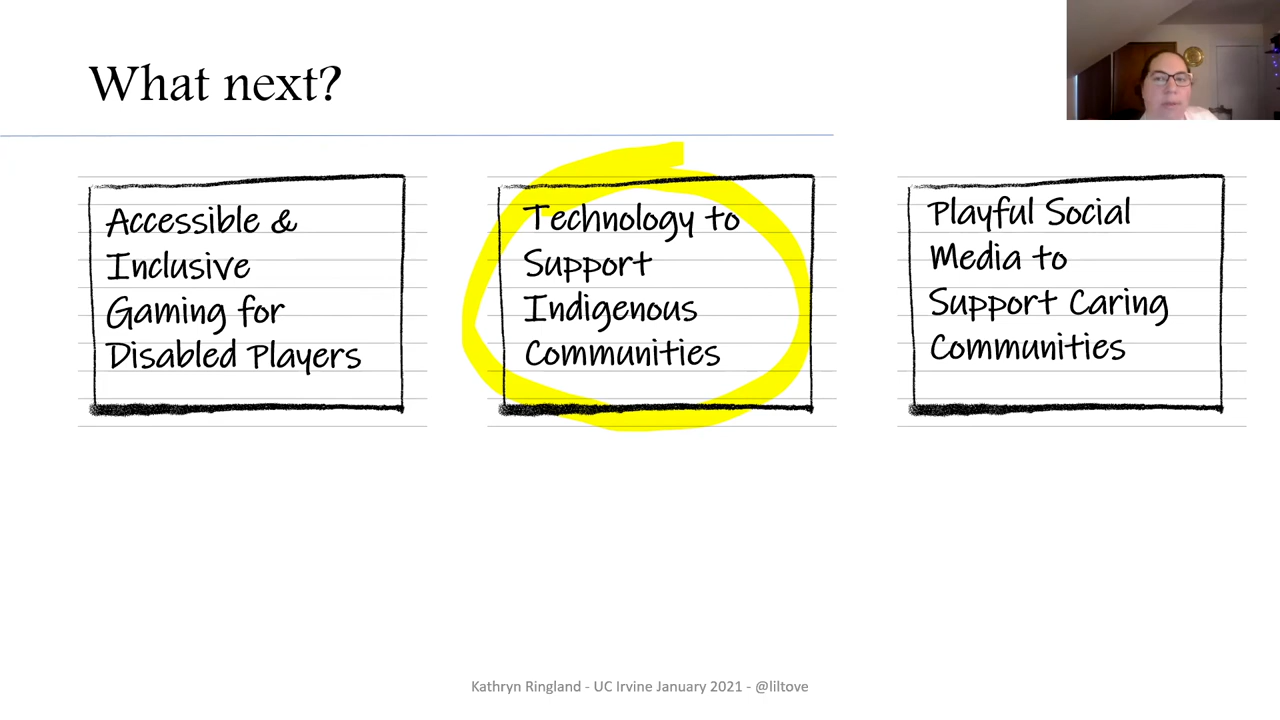 What next?
Accessible &
Inclusive
Gaming for
Disabled Players
Technology to
Support
Indigenous
Communities
Playful Social
Media to
Support Caring
Communities
Kathryn Ringland - UC Irvine January 2021 - @liltove